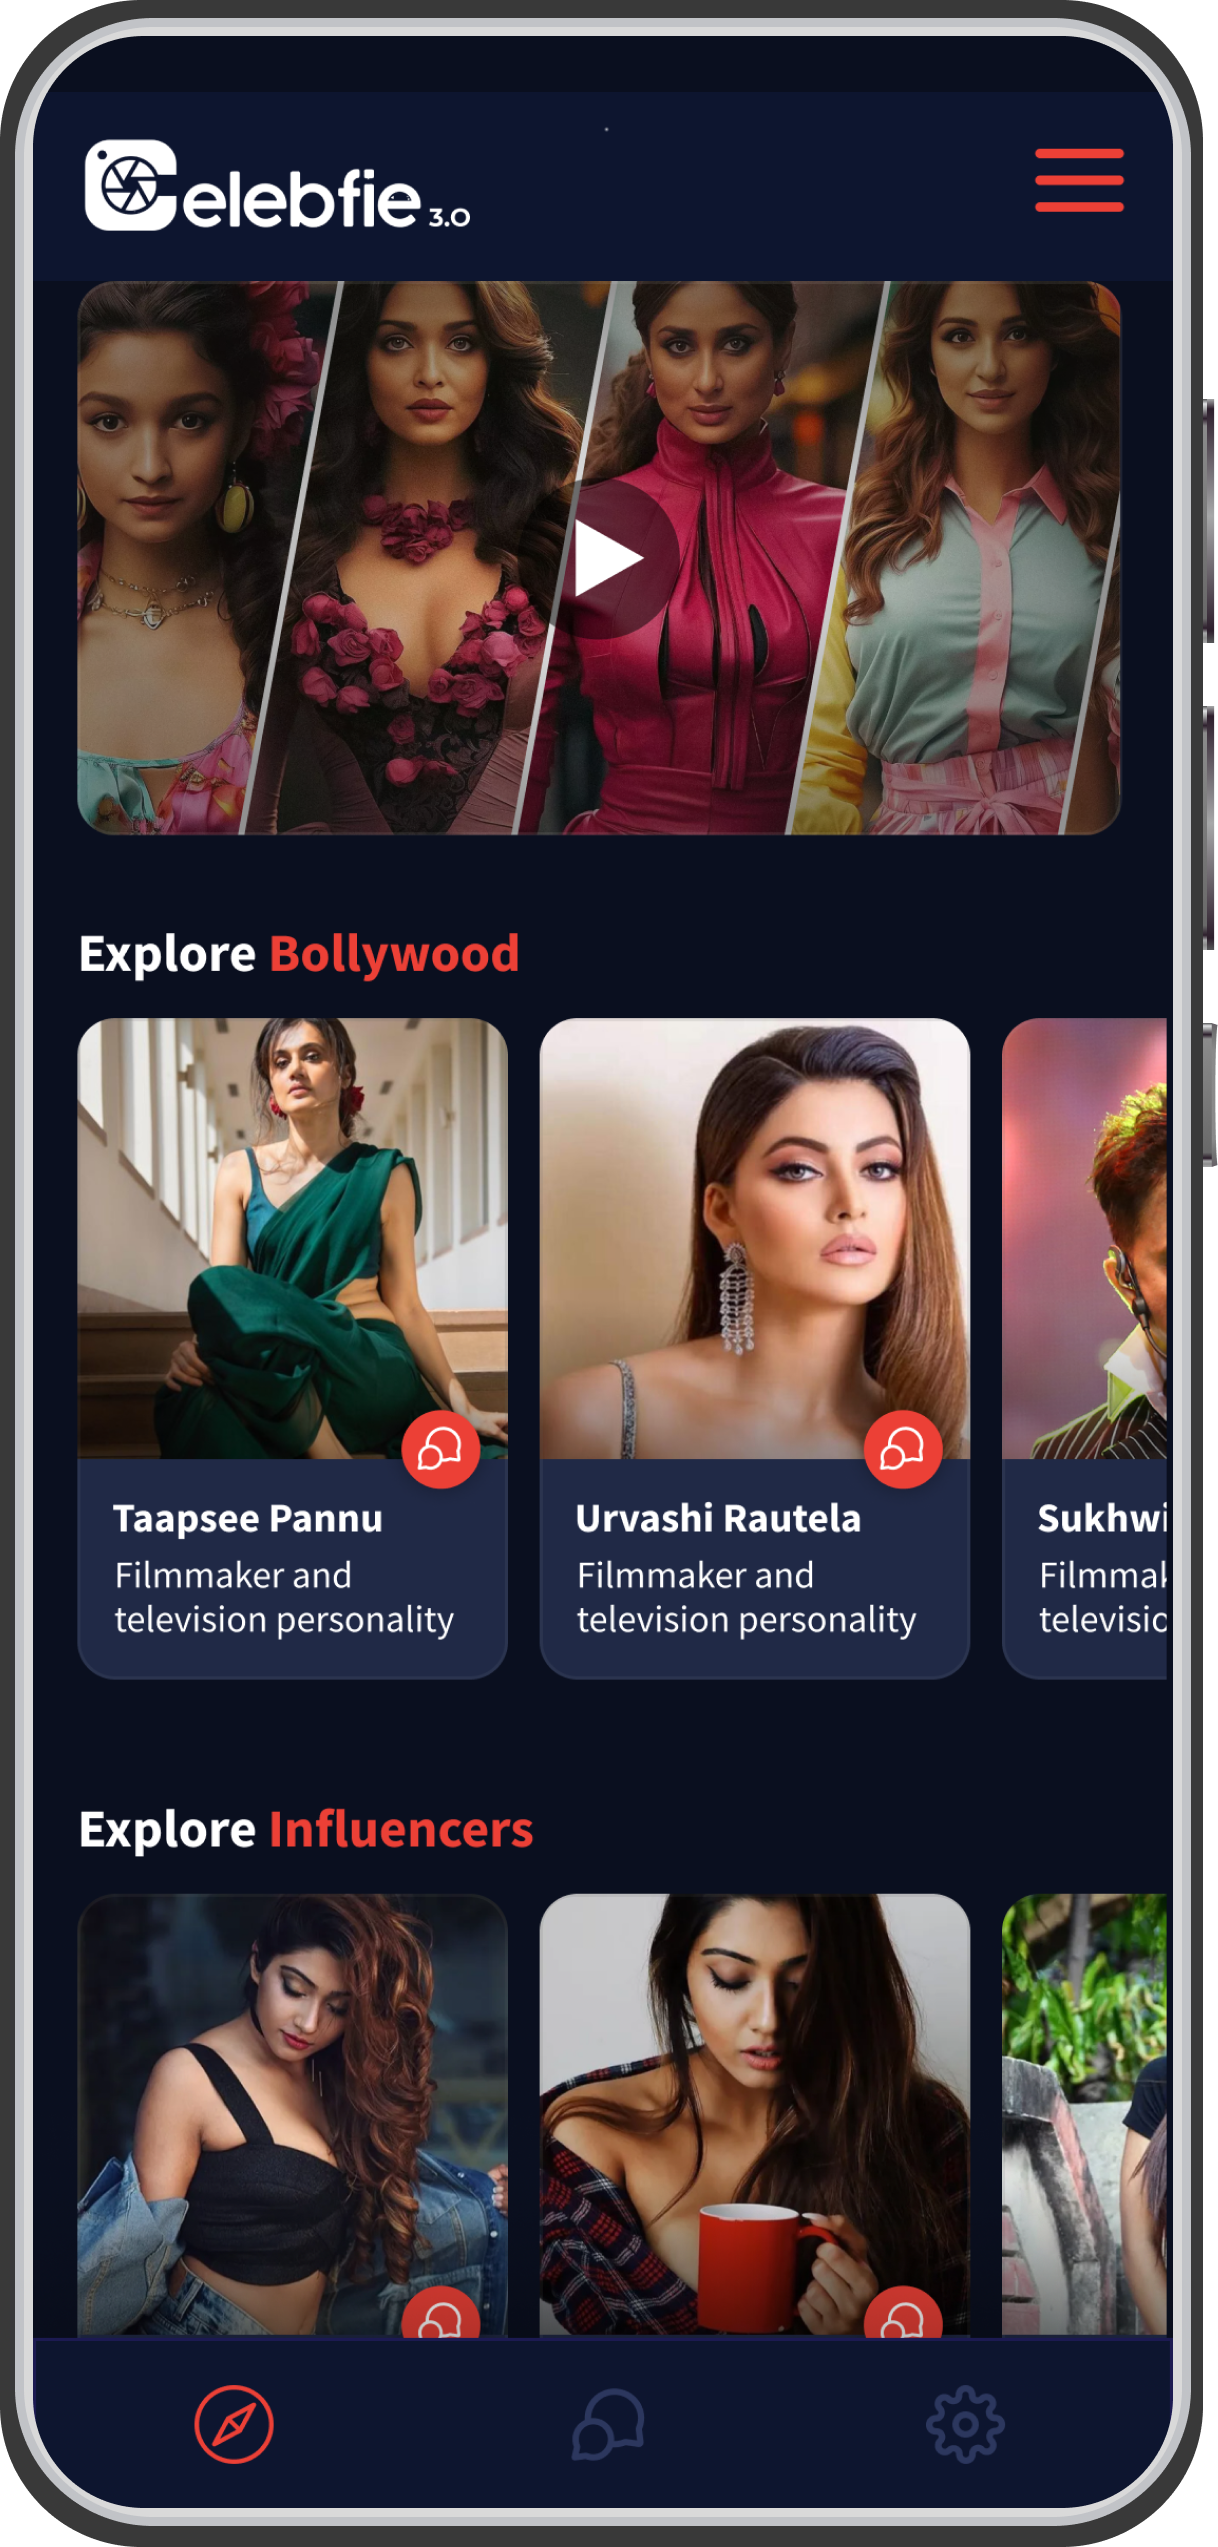 Celebfie 3.0
Explore Bollywood
Taapsee Pannu
Filmmaker and
television personality
Urvashi Rautela
Filmmaker and
television personality
Sukhwi
Filmmak
televisio
Explore Influencers